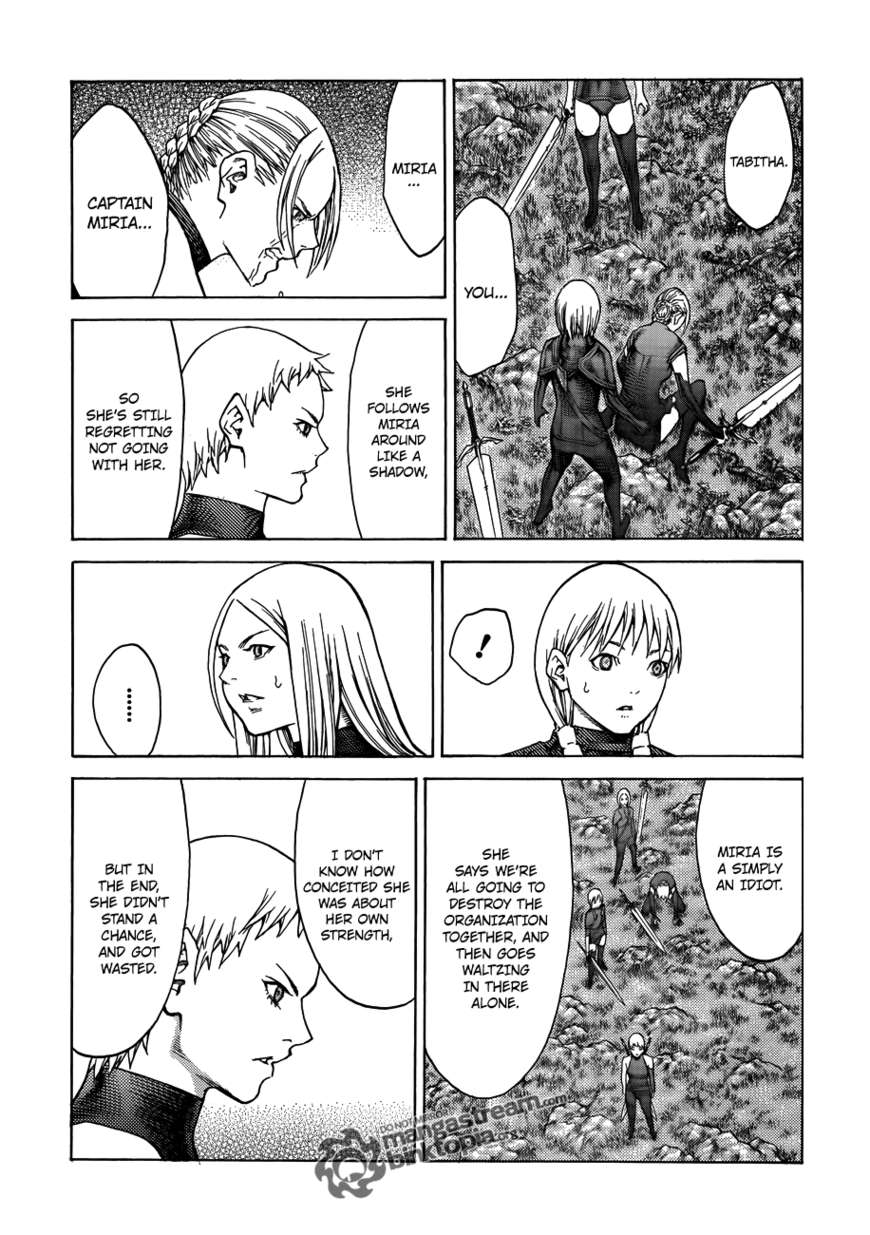 TABITHA.
YOU...
MIRIA
...
CAPTAIN
MIRIA...
SHE
FOLLOWS
MIRIA
AROUND
LIKE A
SHADOW,
SO
SHE'S STILL
REGRETTING
NOT GOING
WITH HER.
!
......
MIRIA IS
A SIMPLY
AN IDIOT.
SHE
SAYS WE'RE
ALL GOING TO
DESTROY THE
ORGANIZATION
TOGETHER, AND
THEN GOES
WALTZING
IN THERE
ALONE.
I DON'T
KNOW HOW
CONCEITED SHE
WAS ABOUT
HER OWN
STRENGTH,
BUT IN
THE END,
SHE DIDN'T
STAND A
CHANCE,
AND GOT
WASTED.
mangastream.com
binktopia.org